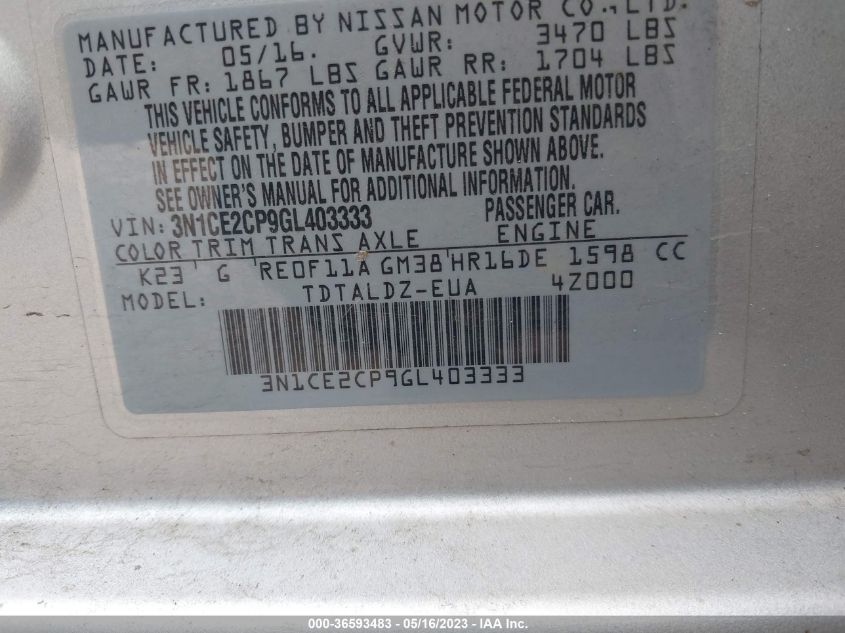 MANUFACTURED BY NISSAN MOTOR CO., LTD.
DATE: 05/16. GVWR: 3470 LBS
GAWR FR: 1867 LBS GAWR RR: 1704 LBS
THIS VEHICLE CONFORMS TO ALL APPLICABLE FEDERAL MOTOR
VEHICLE SAFETY, BUMPER AND THEFT PREVENTION STANDARDS
IN EFFECT ON THE DATE OF MANUFACTURE SHOWN ABOVE.
SEE OWNER'S MANUAL FOR ADDITIONAL INFORMATION.
VIN: 3N1CE2CP9GL403333 PASSENGER CAR.
COLOR TRIM TRANS AXLE ENGINE
K23 G RE0F11A GM38 HR16DE 1598 CC
MODEL: TDTALDZ-EUA 4Z000
3N1CE2CP9GL403333
000-36593483 - 05/16/2023 - IAAI Inc.